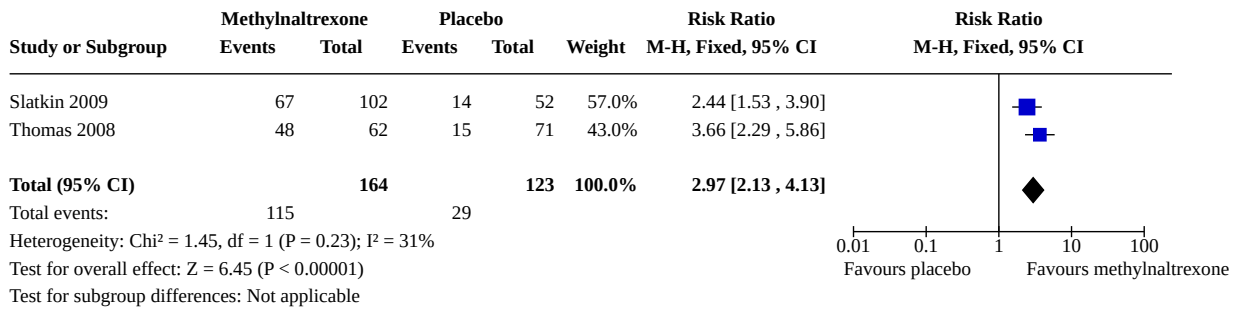 Methylnaltrexone Placebo Risk Ratio Risk Ratio
Study or Subgroup Events Total Events Total Weight M-H, Fixed, 95% CI M-H, Fixed, 95% CI
Slatkin 2009 67 102 14 52 57.0% 2.44 [1.53 , 3.90]
Thomas 2008 48 62 15 71 43.0% 3.66 [2.29 , 5.86]
Total (95% CI) 164 123 100.0% 2.97 [2.13 , 4.13]
Total events: 115 29
Heterogeneity: Chi² = 1.45, df = 1 (P = 0.23); I² = 31%
0.01 0.1 1 10 100
Test for overall effect: Z = 6.45 (P < 0.00001)
Favours placebo Favours methylnaltrexone
Test for subgroup differences: Not applicable